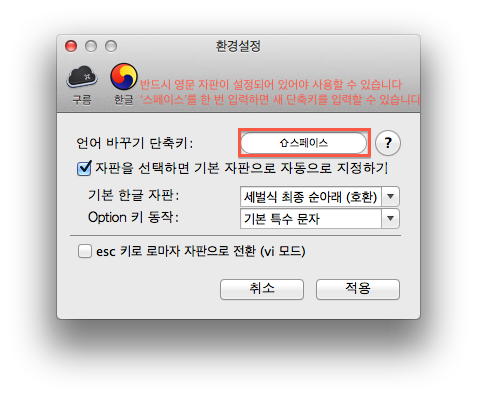 환경설정
구름
한글
반드시 영문 자판이 설정되어 있어야 사용할 수 있습니다
'스페이스'를 한 번 입력하면 새 단축키를 입력할 수 있습니다
언어 바꾸기 단축키: ⇧스페이스 ?
자판을 선택하면 기본 자판으로 자동으로 지정하기
기본 한글 자판: 세벌식 최종 순아래 (호환)
Option 키 동작: 기본 특수 문자
esc 키로 로마자 자판으로 전환 (vi 모드)
취소 적용